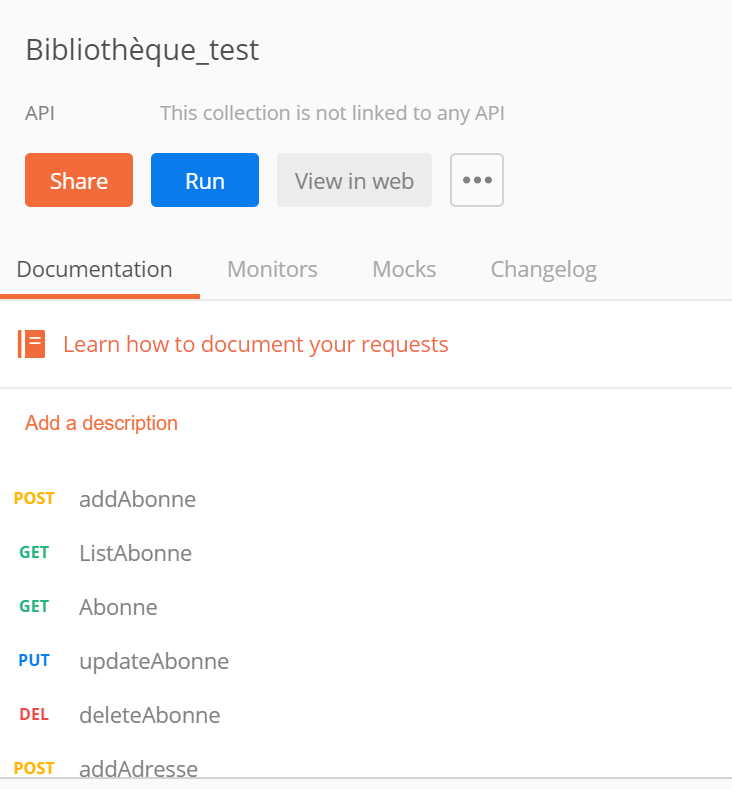 Bibliothèque_test
API This collection is not linked to any API
Share Run View in web
Documentation Monitors Mocks Changelog
Learn how to document your requests
Add a description
POST addAbonne
GET ListAbonne
GET Abonne
PUT updateAbonne
DEL deleteAbonne
POST addAdresse